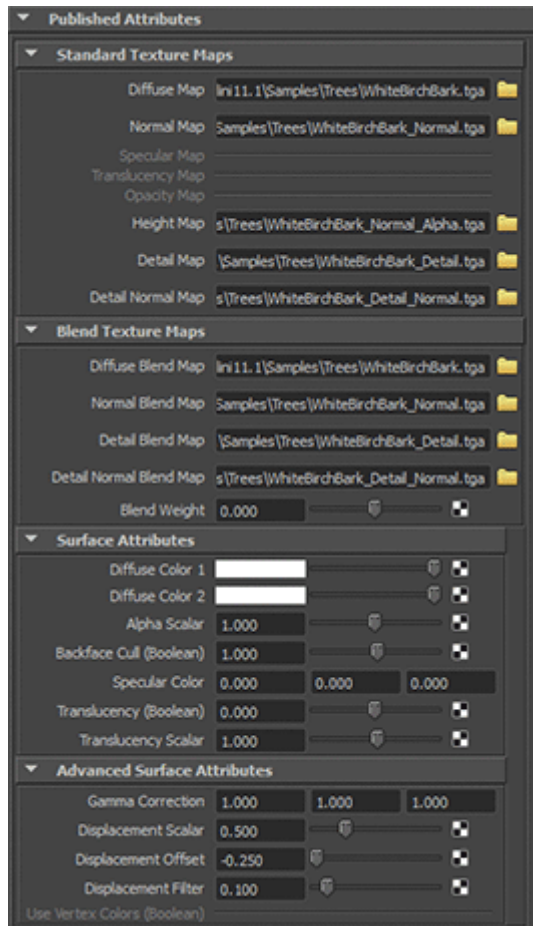 Published Attributes
Standard Texture Maps
Diffuse Map lini11.1\Samples\Trees\WhiteBirchBark.tga
Normal Map Samples\Trees\WhiteBirchBark_Normal.tga
Specular Map
Translucency Map
Opacity Map
Height Map s\Trees\WhiteBirchBark_Normal_Alpha.tga
Detail Map \Samples\Trees\WhiteBirchBark_Detail.tga
Detail Normal Map s\Trees\WhiteBirchBark_Detail_Normal.tga
Blend Texture Maps
Diffuse Blend Map lini11.1\Samples\Trees\WhiteBirchBark.tga
Normal Blend Map Samples\Trees\WhiteBirchBark_Normal.tga
Detail Blend Map \Samples\Trees\WhiteBirchBark_Detail.tga
Detail Normal Blend Map s\Trees\WhiteBirchBark_Detail_Normal.tga
Blend Weight 0.000
Surface Attributes
Diffuse Color 1
Diffuse Color 2
Alpha Scalar 1.000
Backface Cull (Boolean) 1.000
Specular Color 0.000 0.000 0.000
Translucency (Boolean) 0.000
Translucency Scalar 1.000
Advanced Surface Attributes
Gamma Correction 1.000 1.000 1.000
Displacement Scalar 0.500
Displacement Offset -0.250
Displacement Filter 0.100
Use Vertex Colors (Boolean)